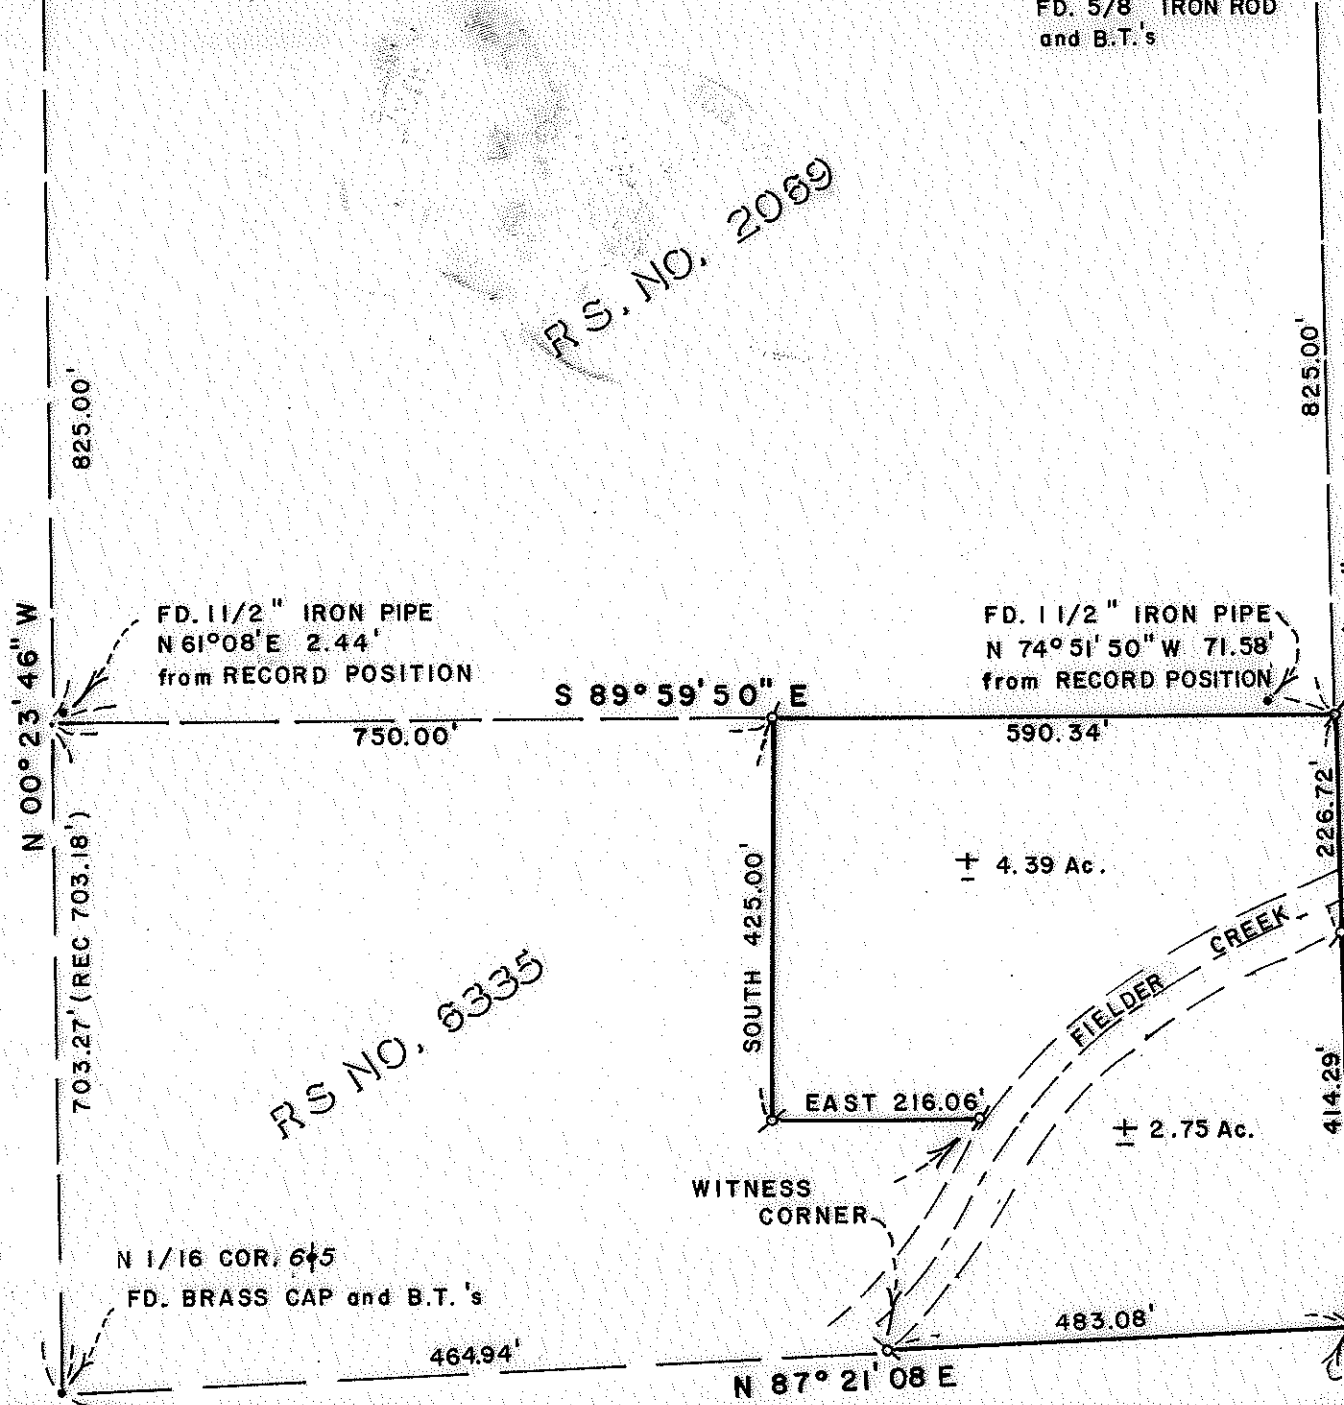 FD. 5/8 IRON ROD
and B.T.'s
RS. NO. 2069
825.00'
825.00'
FD. 1 1/2" IRON PIPE
N 61°08' E 2.44'
from RECORD POSITION
FD. 1 1/2" IRON PIPE
N 74° 51' 50" W 71.58'
from RECORD POSITION
N 00° 23' 46" W
S 89° 59' 50" E
750.00'
590.34'
226.72'
703.27' (REC 703.18')
SOUTH 425.00'
± 4.39 Ac.
FIELDER CREEK
RS NO. 6335
EAST 216.06'
± 2.75 Ac.
414.29'
WITNESS
CORNER
N 1/16 COR. 6+5
FD. BRASS CAP and B.T.'s
483.08'
464.94'
N 87° 21' 08 E